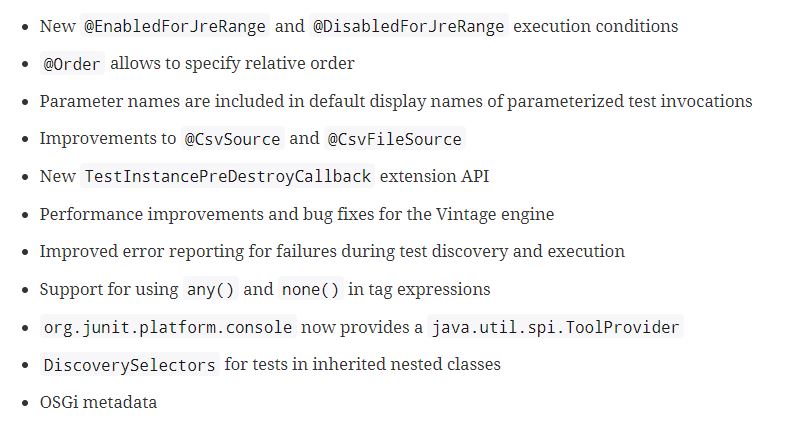 New @EnabledForJreRange and @DisabledForJreRange execution conditions
@Order allows to specify relative order
Parameter names are included in default display names of parameterized test invocations
Improvements to @CsvSource and @CsvFileSource
New TestInstancePreDestroyCallback extension API
Performance improvements and bug fixes for the Vintage engine
Improved error reporting for failures during test discovery and execution
Support for using any() and none() in tag expressions
org.junit.platform.console now provides a java.util.spi.ToolProvider
DiscoverySelectors for tests in inherited nested classes
OSGi metadata